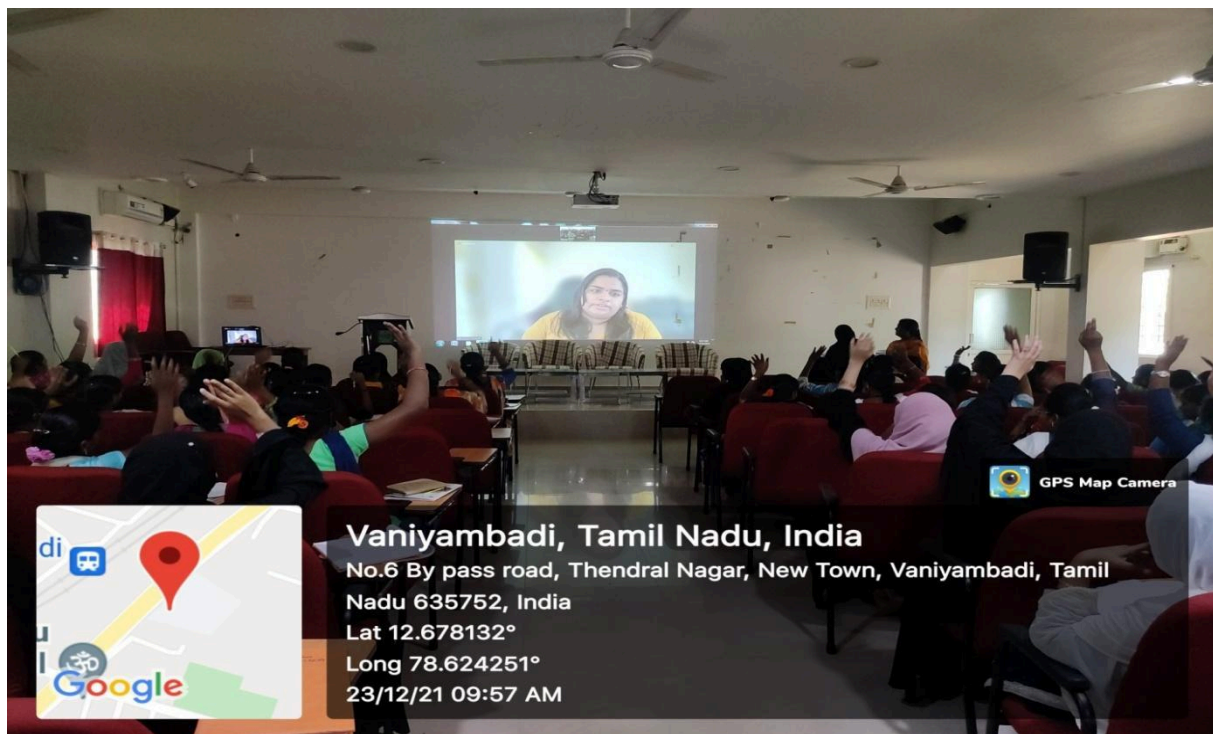 GPS Map Camera
Vaniyambadi, Tamil Nadu, India
No.6 By pass road, Thendral Nagar, New Town, Vaniyambadi, Tamil
Nadu 635752, India
Lat 12.678132°
Long 78.624251°
23/12/21 09:57 AM
di
Google